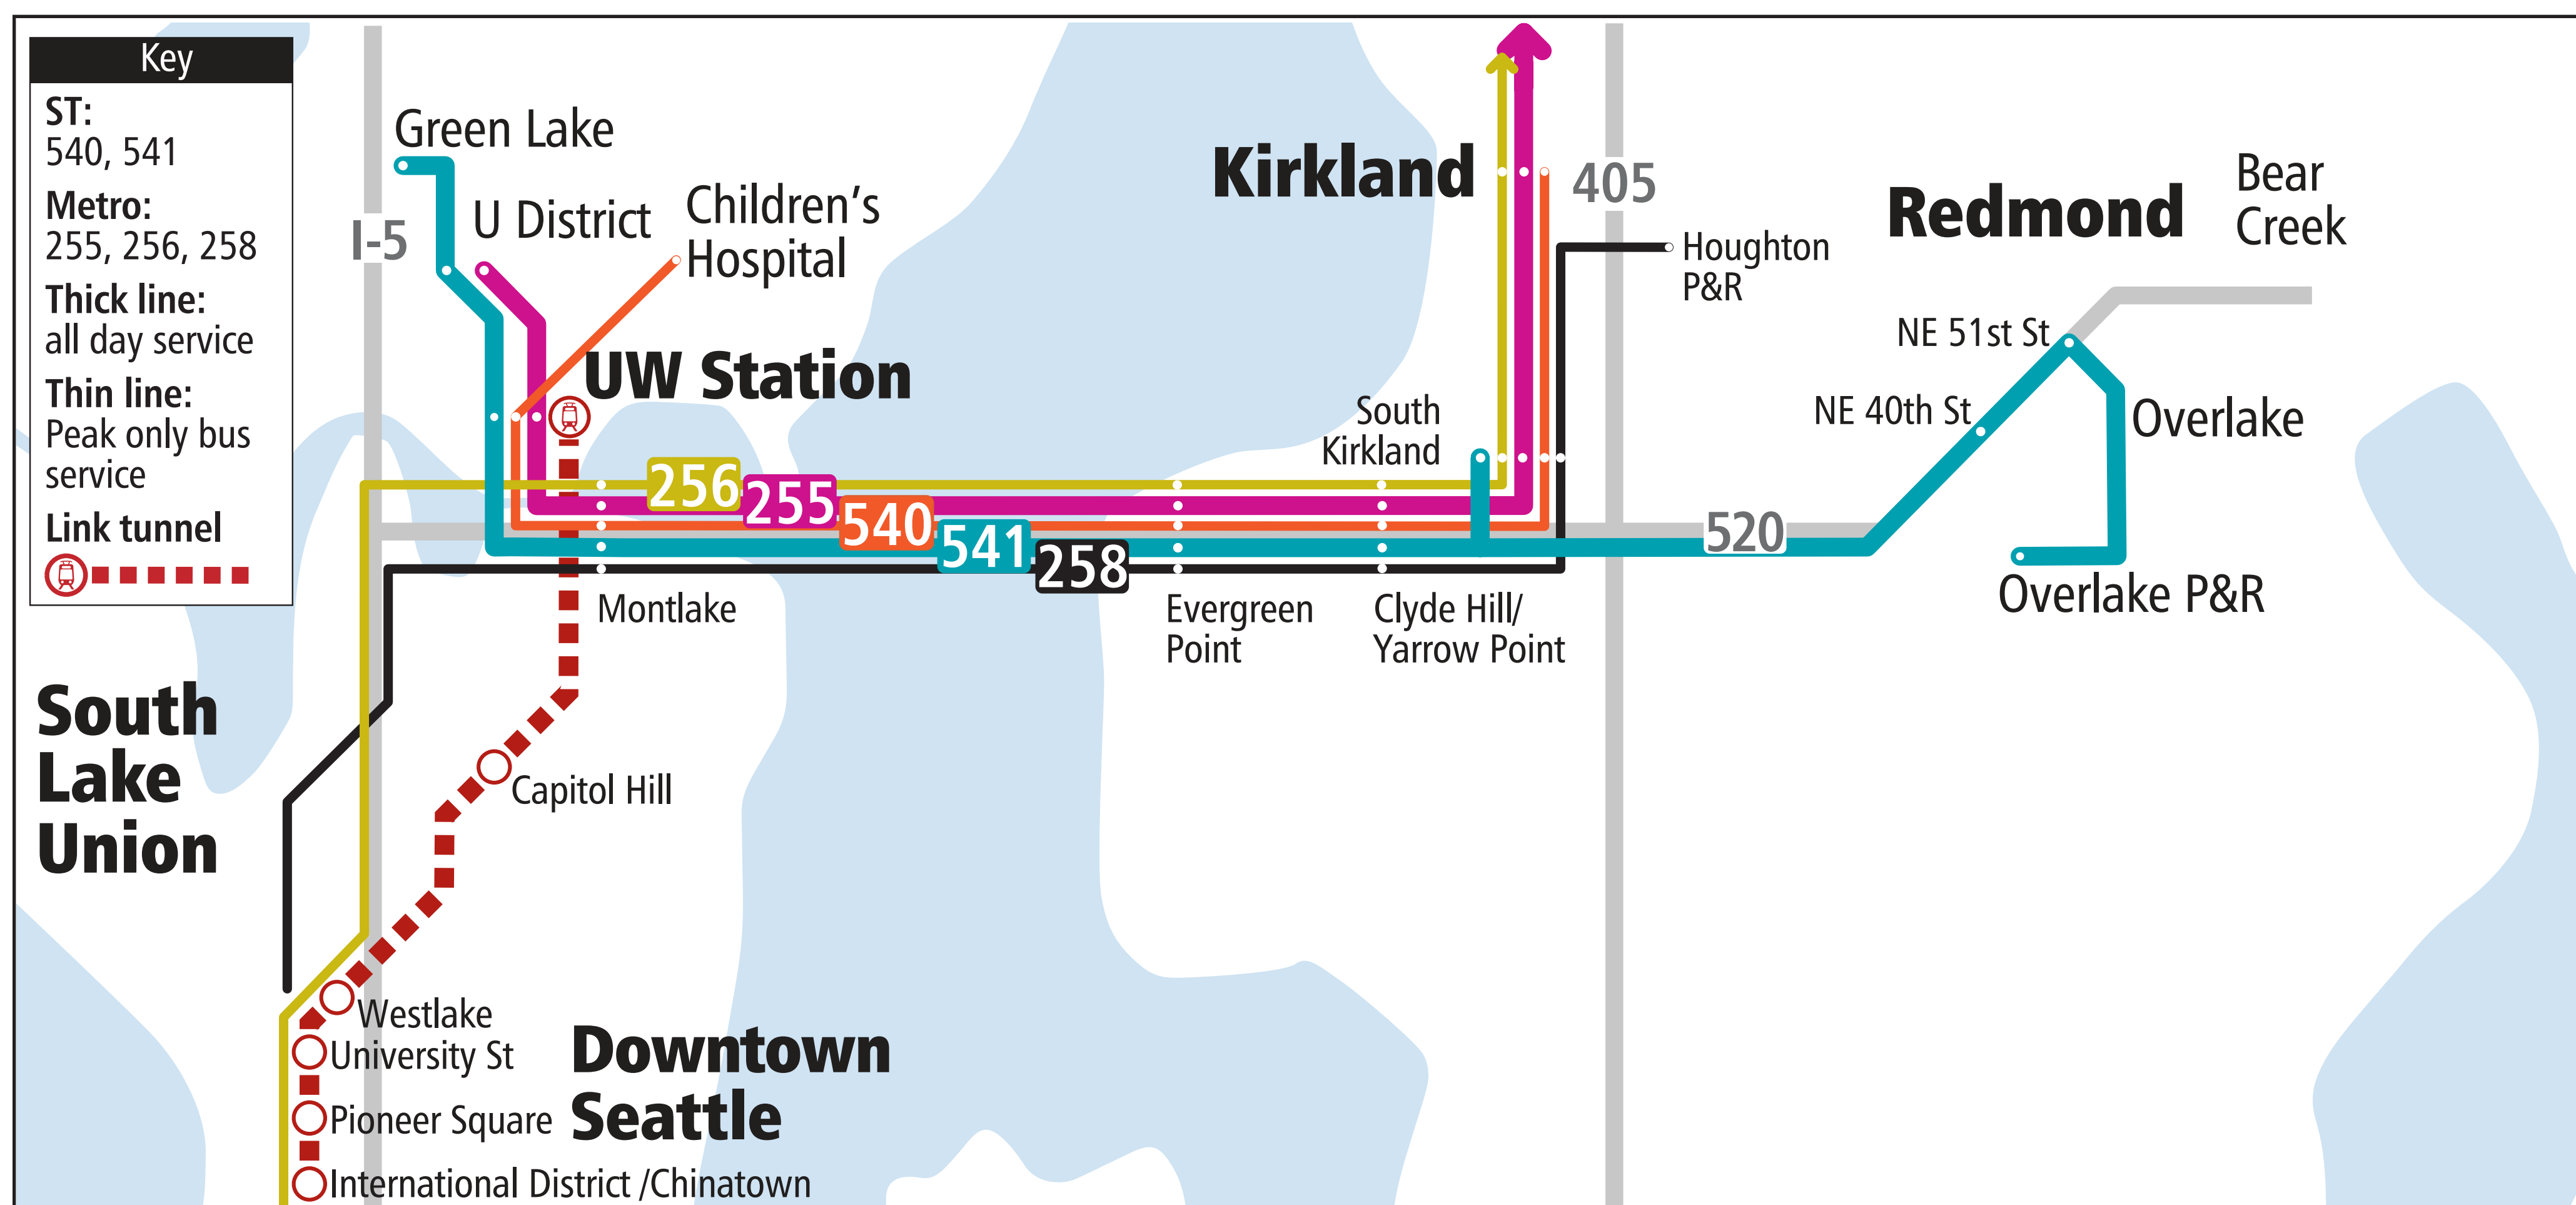 Key
ST:
540, 541
Metro:
255, 256, 258
Thick line:
all day service
Thin line:
Peak only bus
service
Link tunnel
I-5
Green Lake
U District
Children's
Hospital
UW Station
Kirkland
405
Houghton
P&R
Redmond
Bear
Creek
NE 51st St
NE 40th St
Overlake
Overlake P&R
South
Kirkland
256
255
540
541
258
520
Montlake
Evergreen
Point
Clyde Hill/
Yarrow Point
South
Lake
Union
Capitol Hill
Westlake
University St
Downtown
Seattle
Pioneer Square
International District /Chinatown